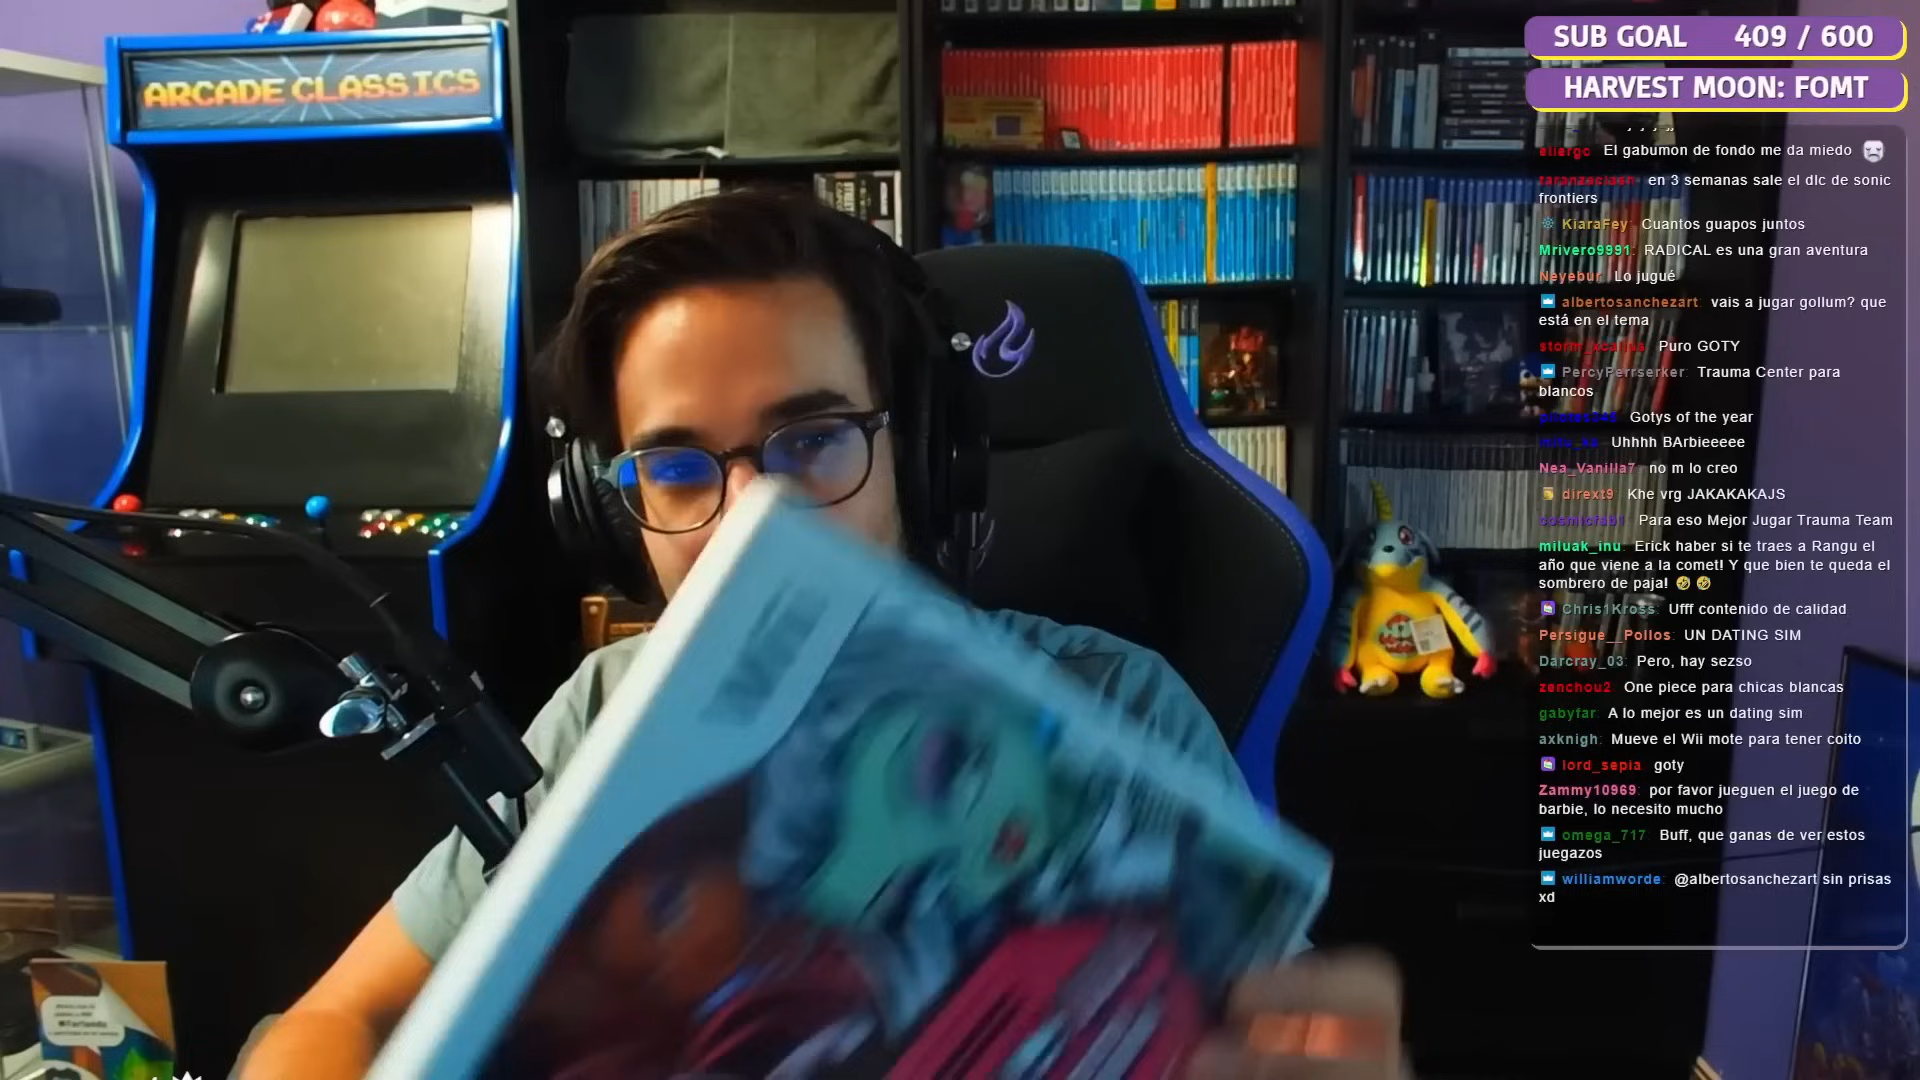 SUB GOAL 409 / 600
HARVEST MOON: FOMT
ARCADE CLASSICS
ellergc El gabumon de fondo me da miedo
en 3 semanas sale el dlc de sonic
frontiers
KiaraFey: Cuantos guapos juntos
Mrivero9991: RADICAL es una gran aventura
Neyebur: Lo jugué
albertosanchezart: vais a jugar gollum? que
está en el tema
Puro GOTY
PercyPerrserker: Trauma Center para
blancos
Gotys of the year
Uhhhh BArbieeeee
Nea_Vanilla7: no m lo creo
dirext9: Khe vrg JAKAKAKAJS
Para eso Mejor Jugar Trauma Team
miluak_inu: Erick haber si te traes a Rangu el
año que viene a la comet! Y que bien te queda el
sombrero de paja! 🤣 🤣
Chris1Kross: Ufff contenido de calidad
Persigue__Pollos: UN DATING SIM
Darcray_03: Pero, hay sezso
zenchou2: One piece para chicas blancas
gabyfar: A lo mejor es un dating sim
axknigh: Mueve el Wii mote para tener coito
lord_sepia: goty
Zammy10969: por favor jueguen el juego de
barbie, lo necesito mucho
omega_717: Buff, que ganas de ver estos
juegazos
williamworde: @albertosanchezart sin prisas
xd